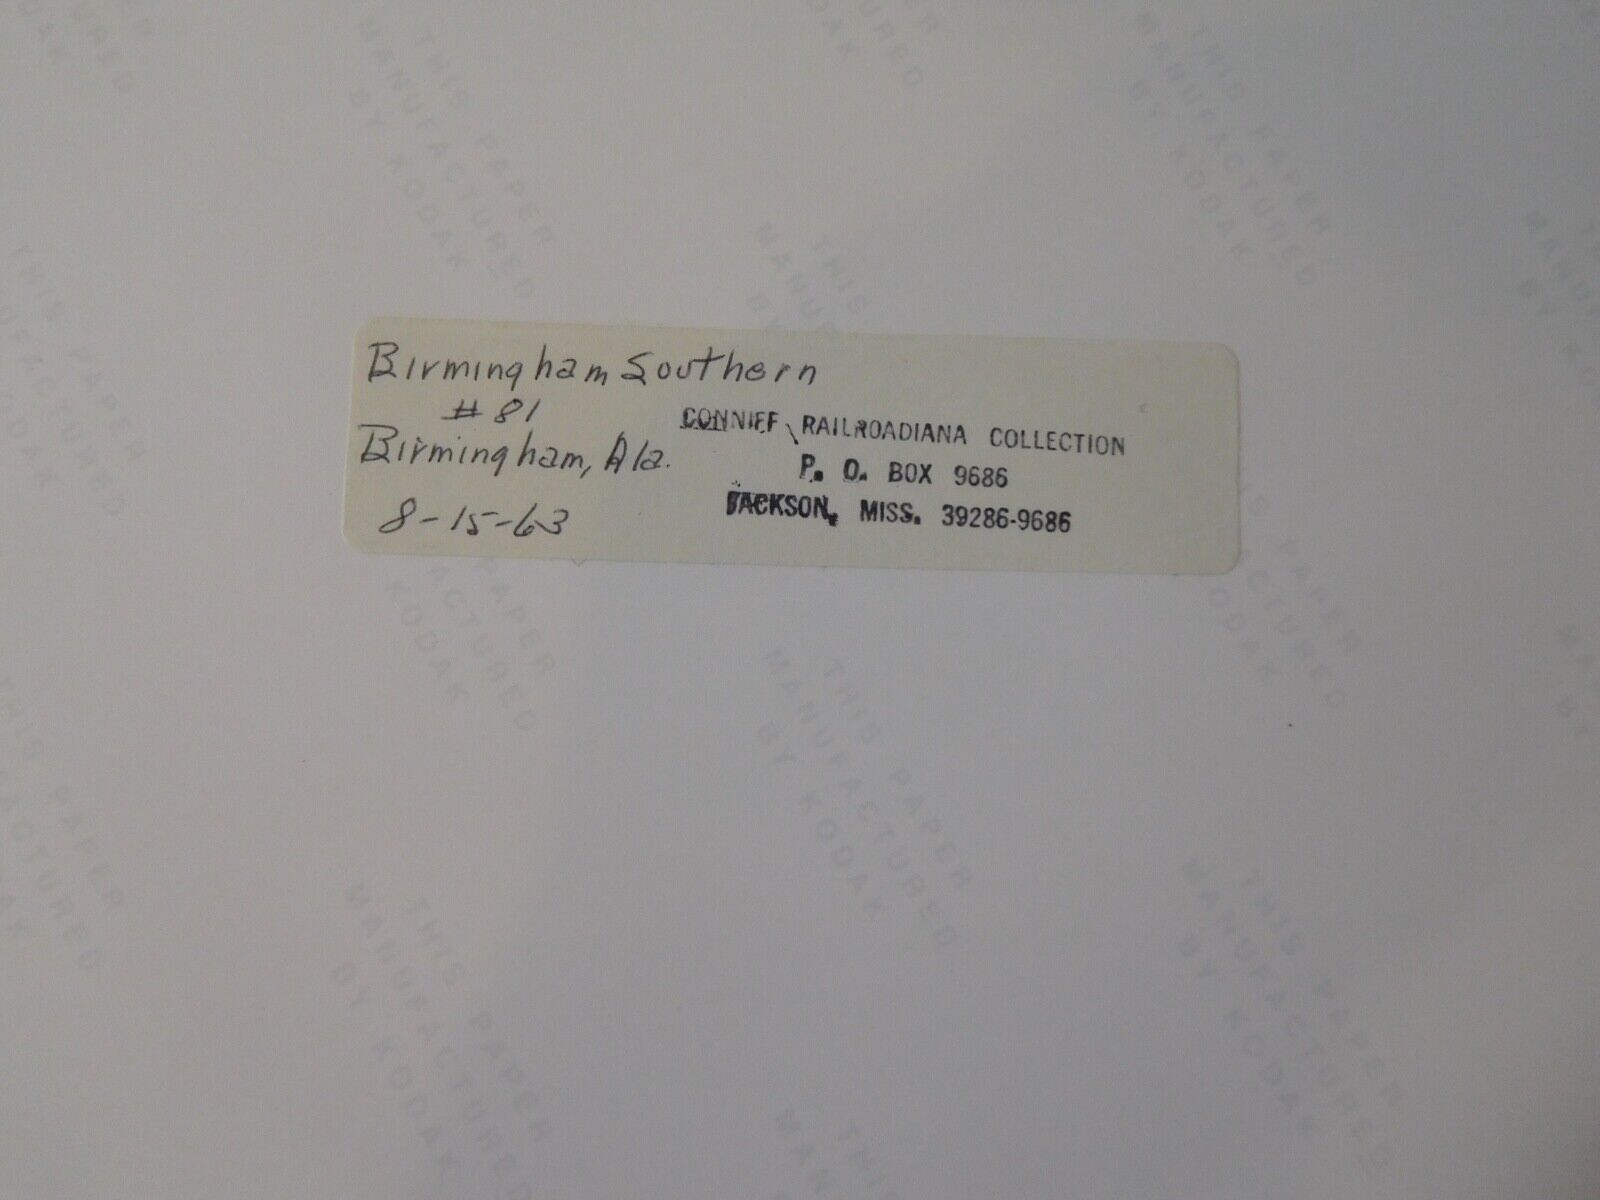 Birmingham Southern
# 81
Birmingham, Ala.
8-15-63
CONNIFF RAILROADIANA COLLECTION
P. O. BOX 9686
JACKSON, MISS. 39286-9686
THIS PAPER
MANUFACTURED
BY KODAK